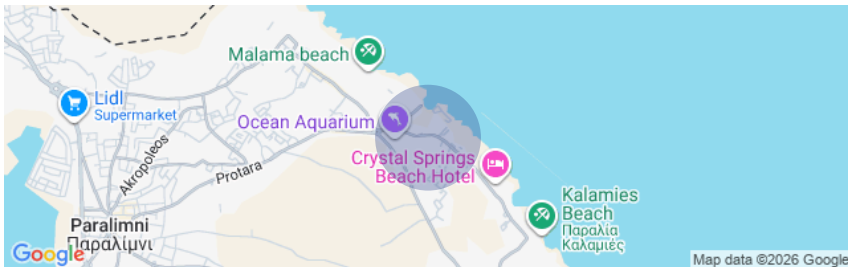 Malama beach
Lidl
Supermarket
Ocean Aquarium
Akropoleos
Protara
Crystal Springs
Beach Hotel
Kalamies
Beach
Παραλία
Καλαμιές
Paralimni
Παραλίμνι
Google
Map data ©2026 Google